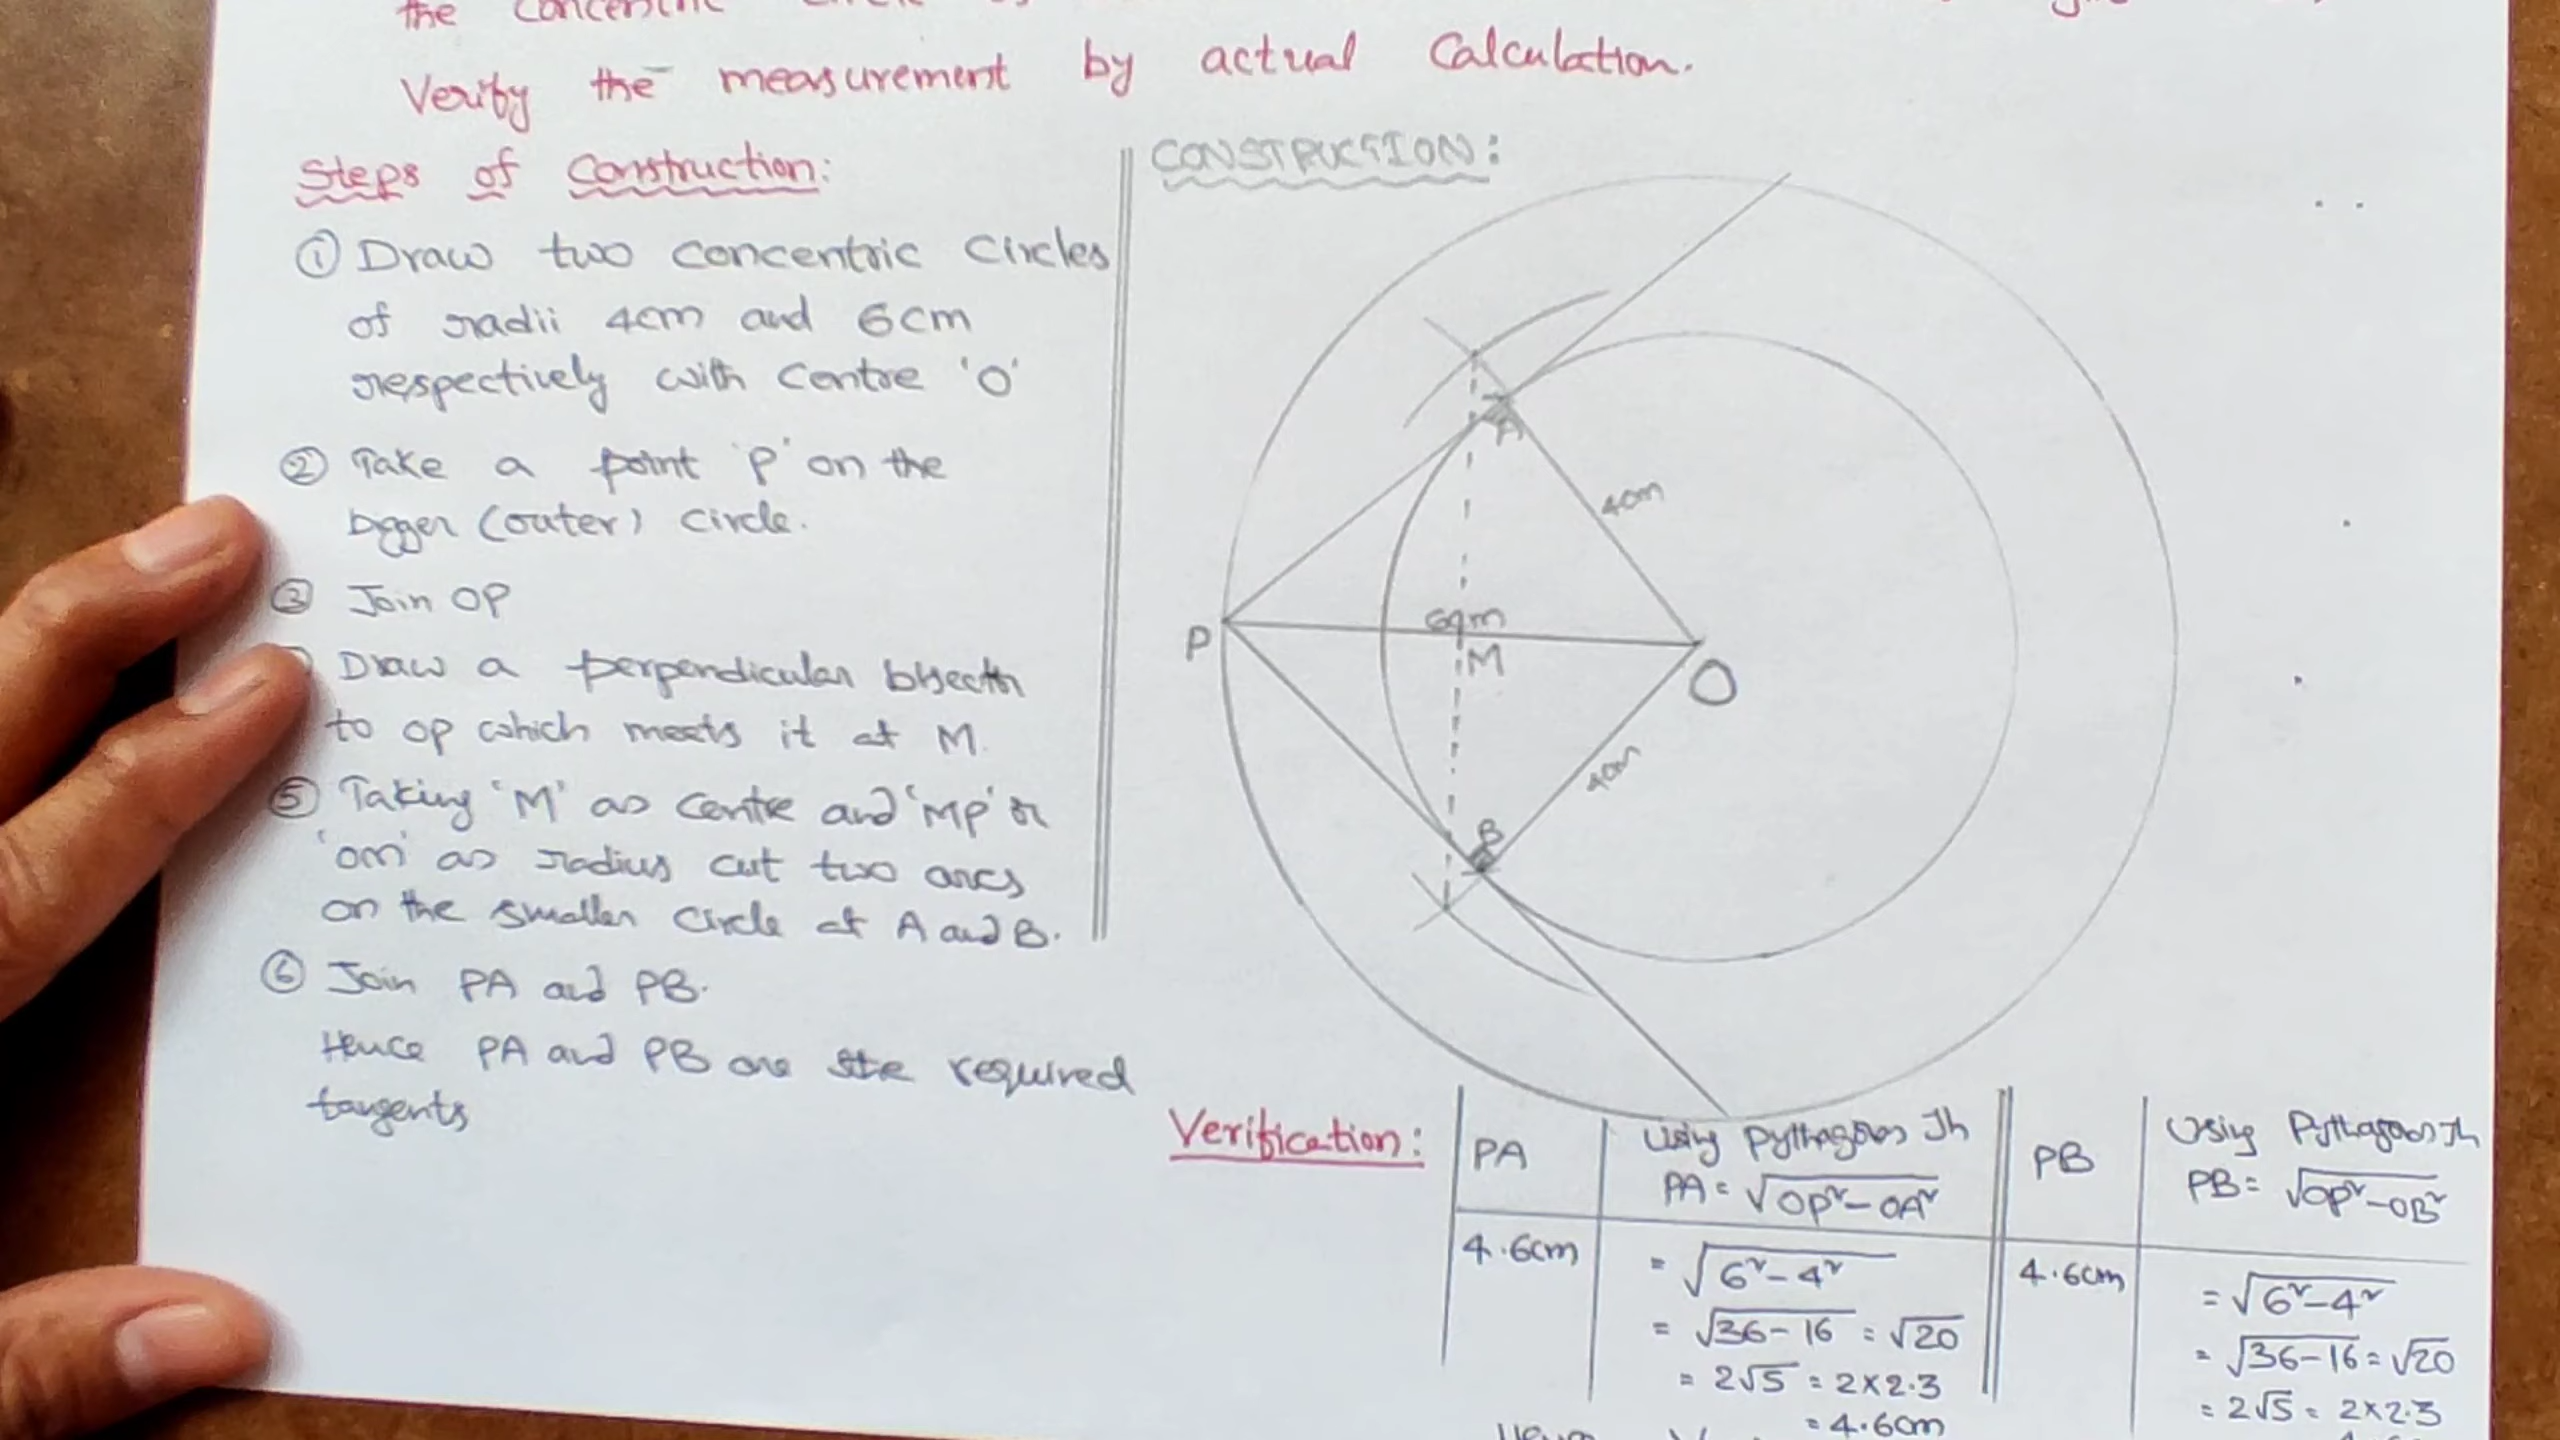 the concentric circle of
Verify the measurement by actual Calculation.
Steps of Construction:
① Draw two concentric circles
of radii 4cm and 6cm
respectively with Centre 'O'
② Take a point 'P' on the
bgger (outer) circle.
③ Join OP
Draw a perpendicular
to OP which meets it at M.
⑤ Taking 'M' as centre and 'MP' or
'OM' as radius cut two arcs
on the smaller circle at A and B.
⑥ Join PA and PB.
Hence PA and PB are the required
tangents
CONSTRUCTION:
A
4cm
6cm
P
M
O
4cm
B
Verification:
PA
Using Pythagoras Th
PA = √OP²-OA²
4.6cm
= √6²-4²
= √36-16 = √20
= 2√5 = 2×2.3
= 4.6cm
PB
Using Pythagoras Th
PB = √OP²-OB²
4.6cm
= √6²-4²
= √36-16 = √20
= 2√5 = 2×2.3